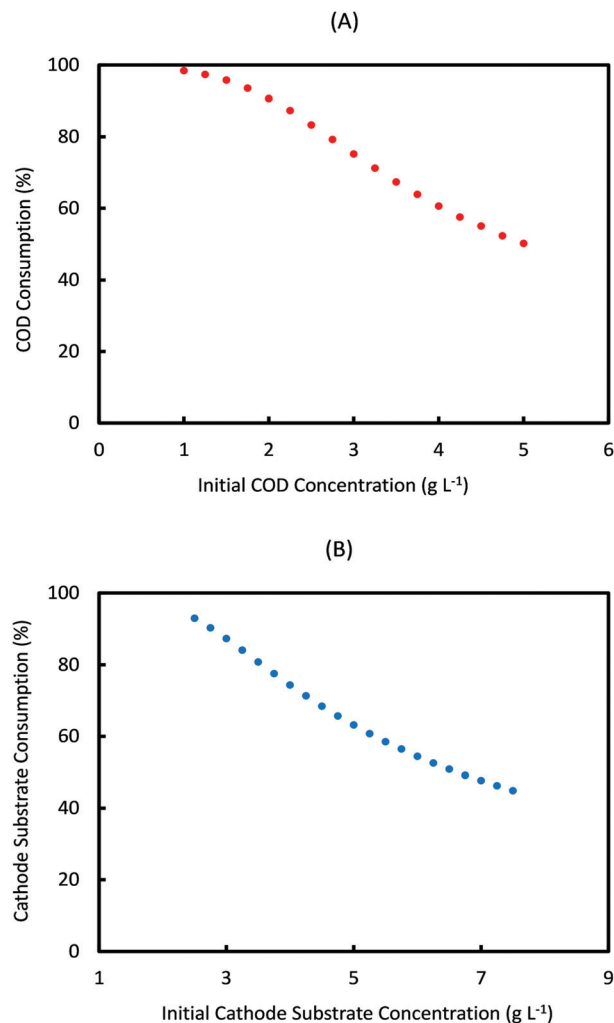 (A)
100
80
60
40
20
0
COD Consumption (%)
0 1 2 3 4 5 6
Initial COD Concentration (g L⁻¹)
(B)
100
80
60
40
20
0
Cathode Substrate Consumption (%)
1 3 5 7 9
Initial Cathode Substrate Concentration (g L⁻¹)